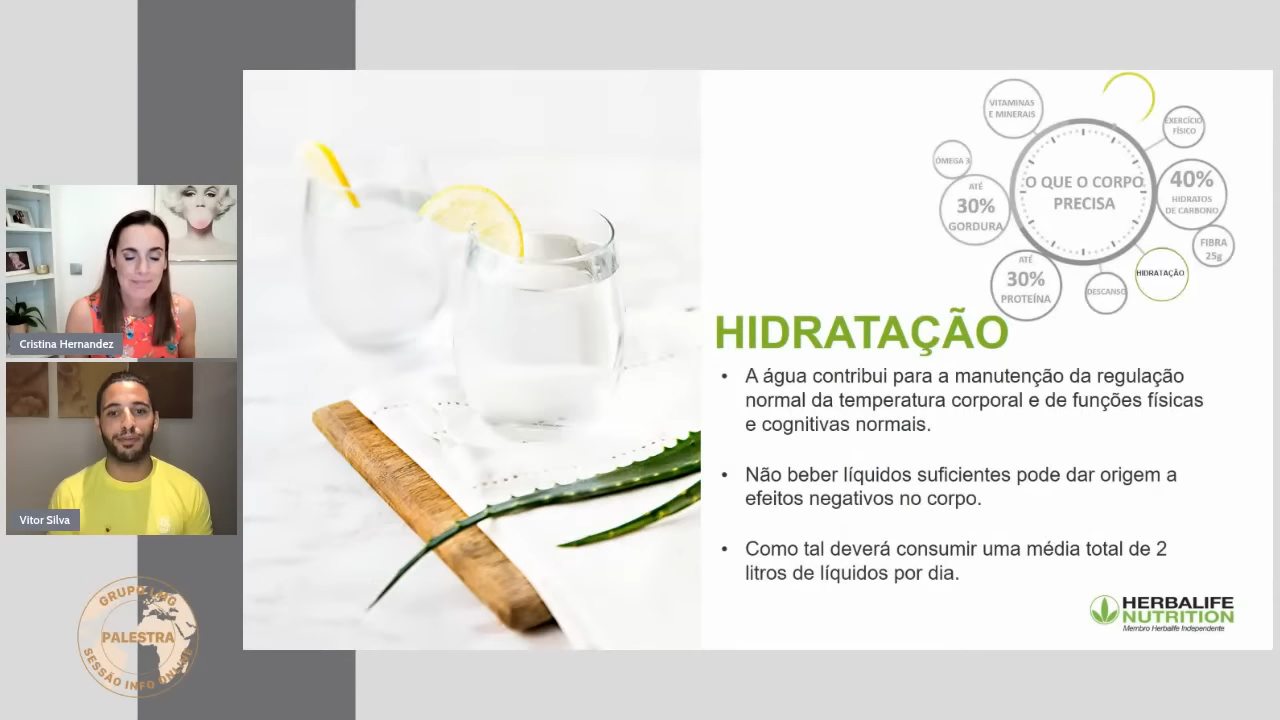 VITAMINAS
E MINERAIS
EXERCÍCIO
FÍSICO
ÓMEGA 3
O QUE O CORPO
PRECISA
40%
HIDRATOS
DE CARBONO
ATÉ
30%
GORDURA
FIBRA
25g
ATÉ
30%
PROTEÍNA
DESCANSO
HIDRATAÇÃO
HIDRATAÇÃO
• A água contribui para a manutenção da regulação
normal da temperatura corporal e de funções físicas
e cognitivas normais.
• Não beber líquidos suficientes pode dar origem a
efeitos negativos no corpo.
• Como tal deverá consumir uma média total de 2
litros de líquidos por dia.
HERBALIFE
NUTRITION
Membro Herbalife Independente
Cristina Hernandez
Vitor Silva
GRUPO LNG
PALESTRA
SESSÃO INFO ONLINE